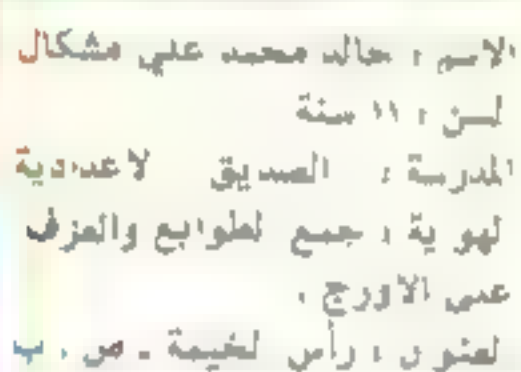 الاسم : خالد محمد علي مشكال
السن : ١١ سنة
المدرسة : الصديق الاعدادية
الهواية : جمع الطوابع والعزف
على الاورج .
العنوان : رأس الخيمة - ص . ب